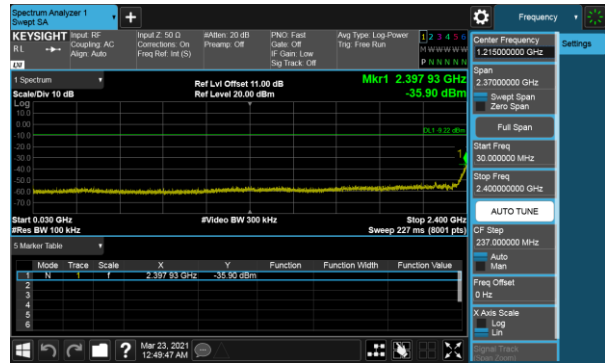 Spectrum Analyzer 1
Swept SA
+
Frequency
KEYSIGHT
RL
Input: RF
Coupling: AC
Align: Auto
Input Z: 50 Ω
Corrections: On
Freq Ref: Int (S)
#Atten: 20 dB
Preamp: Off
PNO: Fast
Gate: Off
IF Gain: Low
Sig Track: Off
Avg Type: Log-Power
Trig: Free Run
1 2 3 4 5 6
M W W W W W
P N N N N N
LXI
1 Spectrum
Scale/Div 10 dB
Log
Ref Lvl Offset 11.00 dB
Ref Level 20.00 dBm
Mkr1 2.397 93 GHz
-35.90 dBm
10.0
0.00
-10.0
-20.0
-30.0
-40.0
-50.0
-60.0
-70.0
DL1 -9.22 dBm
1
Start 0.030 GHz
#Res BW 100 kHz
#Video BW 300 kHz
Stop 2.400 GHz
Sweep 227 ms (8001 pts)
5 Marker Table
Mode Trace Scale X Y Function Function Width Function Value
1 N 1 f 2.397 93 GHz -35.90 dBm
2
3
4
5
6
?
Mar 23, 2021
12:49:47 AM
Center Frequency
1.215000000 GHz
Settings
Span
2.37000000 GHz
Swept Span
Zero Span
Full Span
Start Freq
30.000000 MHz
Stop Freq
2.400000000 GHz
AUTO TUNE
CF Step
237.000000 MHz
Auto
Man
Freq Offset
0 Hz
X Axis Scale
Log
Lin
Signal Track
(Span Zoom)